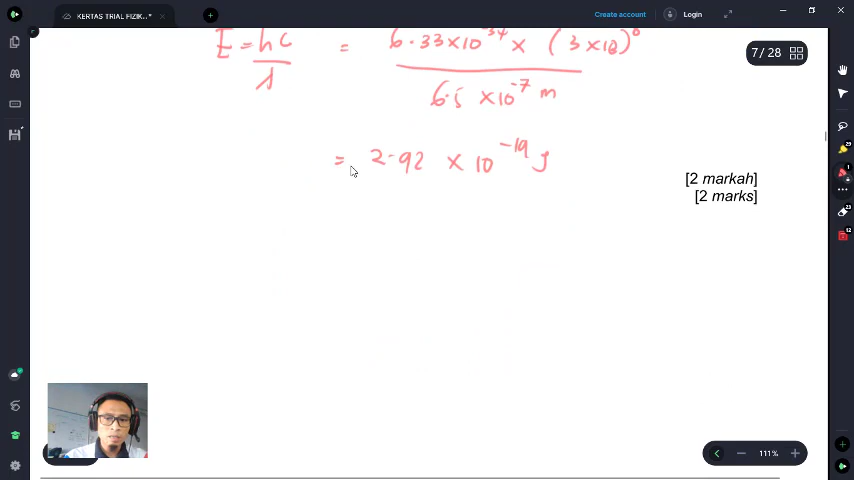 Create account
Login
KERTAS TRIAL FIZIK..*
7 / 28
E = hc / λ = 6.33 x 10^-34 x (3 x 10)^8 / 6.5 x 10^-7 m
= 2.92 x 10^-19 J
[2 markah]
[2 marks]
111%